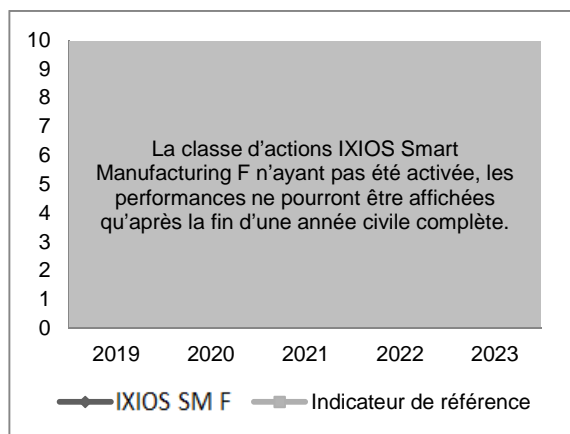 10
9
8
7
6
5
4
3
2
1
0
La classe d'actions IXIOS Smart
Manufacturing F n'ayant pas été activée, les
performances ne pourront être affichées
qu'après la fin d'une année civile complète.
2019 2020 2021 2022 2023
IXIOS SM F Indicateur de référence